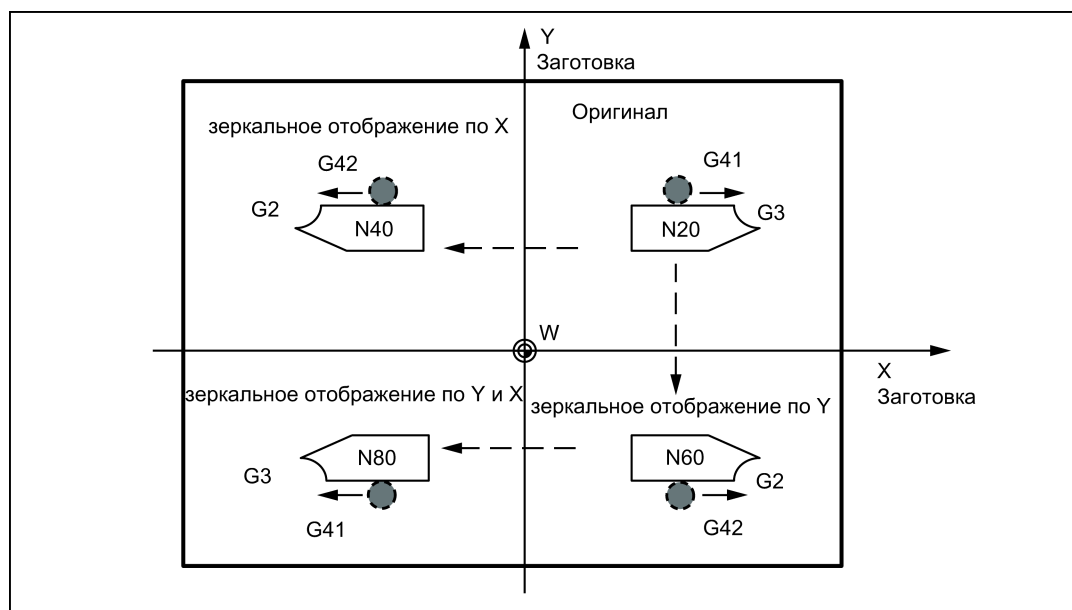 Y
Заготовка
зеркальное отображение по X
Оригинал
G42
G41
G2
N40
N20
G3
W
X
Заготовка
зеркальное отображение по Y и X
зеркальное отображение по Y
G3
N80
N60
G2
G41
G42